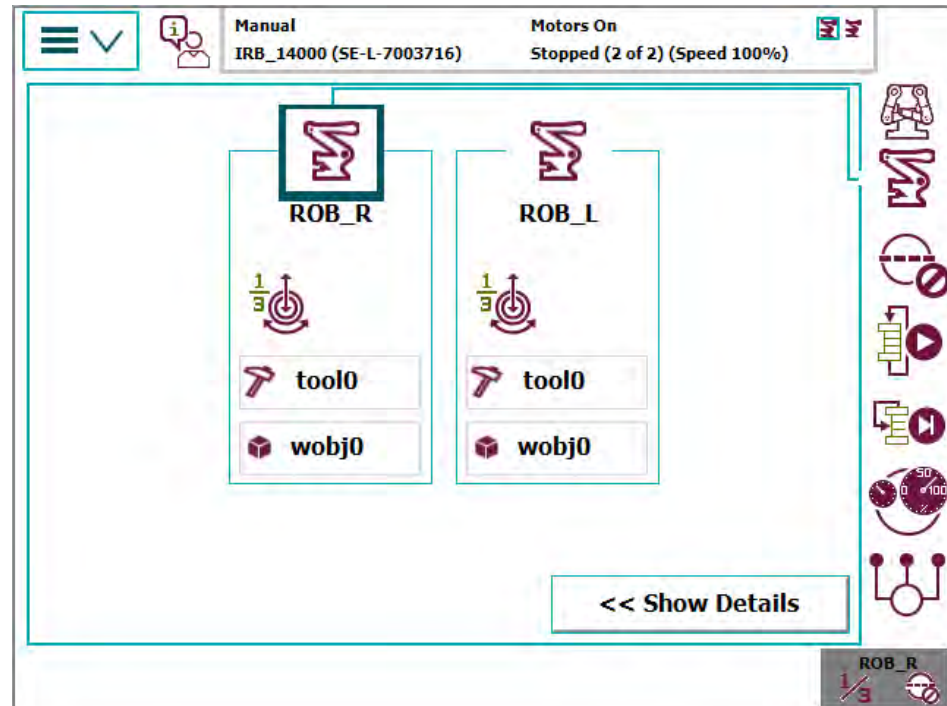 Manual
Motors On
IRB_14000 (SE-L-7003716)
Stopped (2 of 2) (Speed 100%)
ROB_R
ROB_L
1
3
1
3
tool0
tool0
wobj0
wobj0
50
0
100
%
<< Show Details
ROB_R
1/3